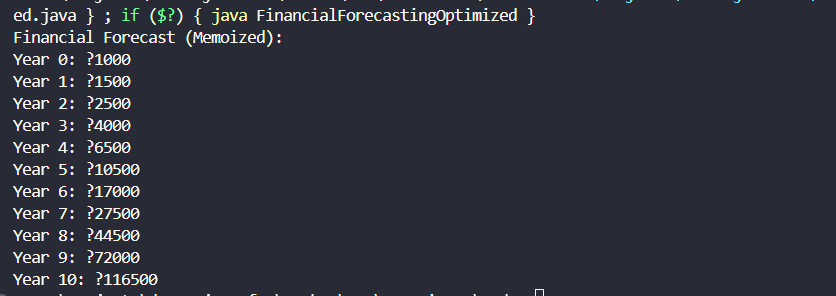 ed.java } ; if ($?) { java FinancialForecastingOptimized }
Financial Forecast (Memoized):
Year 0: ?1000
Year 1: ?1500
Year 2: ?2500
Year 3: ?4000
Year 4: ?6500
Year 5: ?10500
Year 6: ?17000
Year 7: ?27500
Year 8: ?44500
Year 9: ?72000
Year 10: ?116500